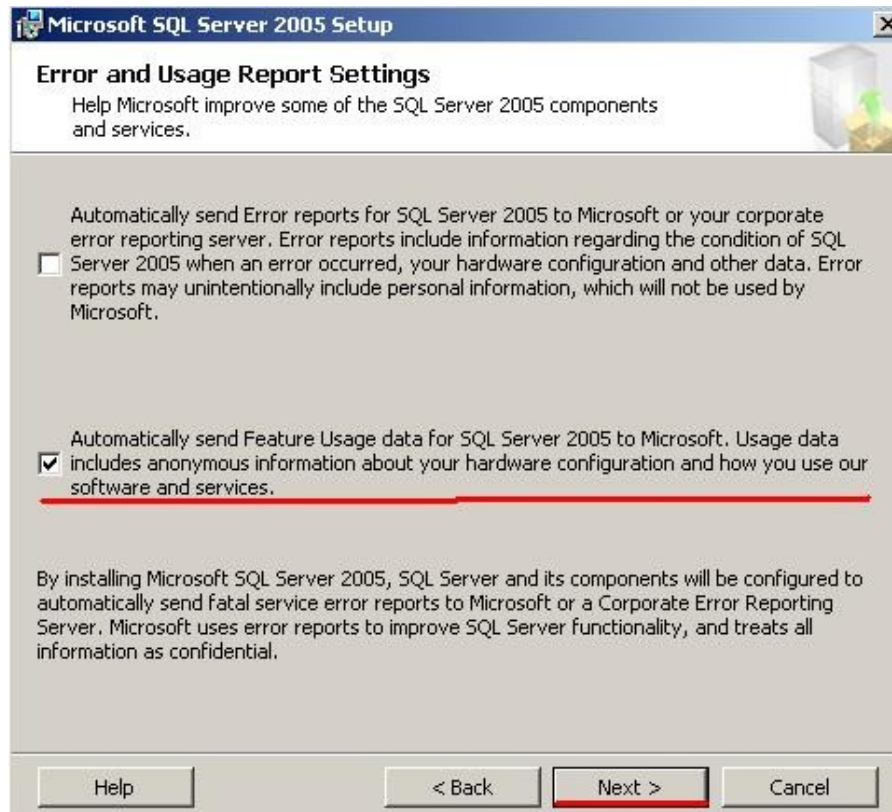 Microsoft SQL Server 2005 Setup
Error and Usage Report Settings
Help Microsoft improve some of the SQL Server 2005 components
and services.
Automatically send Error reports for SQL Server 2005 to Microsoft or your corporate
error reporting server. Error reports include information regarding the condition of SQL
Server 2005 when an error occurred, your hardware configuration and other data. Error
reports may unintentionally include personal information, which will not be used by
Microsoft.
Automatically send Feature Usage data for SQL Server 2005 to Microsoft. Usage data
includes anonymous information about your hardware configuration and how you use our
software and services.
By installing Microsoft SQL Server 2005, SQL Server and its components will be configured to
automatically send fatal service error reports to Microsoft or a Corporate Error Reporting
Server. Microsoft uses error reports to improve SQL Server functionality, and treats all
information as confidential.
Help < Back Next > Cancel